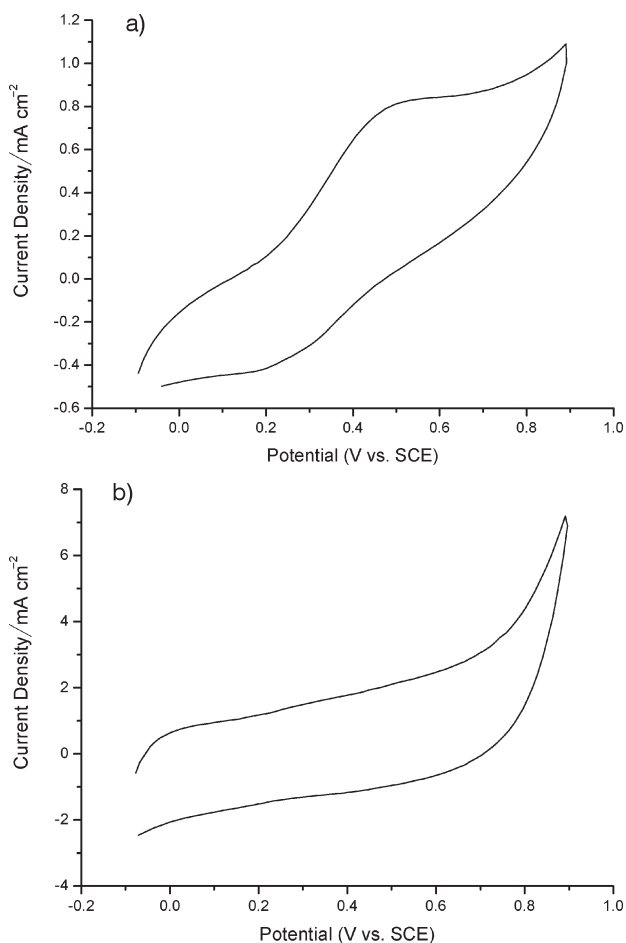 a)
1.2
1.0
0.8
0.6
0.4
0.2
0.0
-0.2
-0.4
-0.6
Current Density/mA cm⁻²
-0.2 0.0 0.2 0.4 0.6 0.8 1.0
Potential (V vs. SCE)
b)
8
6
4
2
0
-2
-4
Current Density/mA cm⁻²
-0.2 0.0 0.2 0.4 0.6 0.8 1.0
Potential (V vs. SCE)